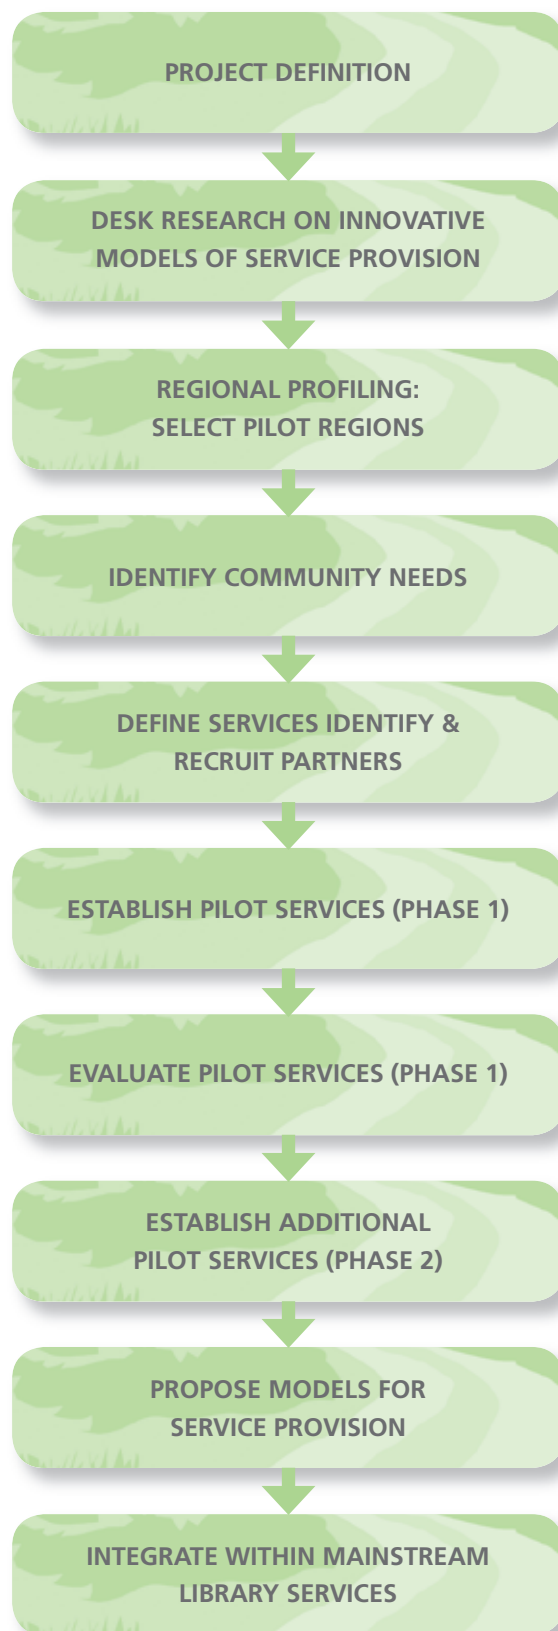 PROJECT DEFINITION
DESK RESEARCH ON INNOVATIVE
MODELS OF SERVICE PROVISION
REGIONAL PROFILING:
SELECT PILOT REGIONS
IDENTIFY COMMUNITY NEEDS
DEFINE SERVICES IDENTIFY &
RECRUIT PARTNERS
ESTABLISH PILOT SERVICES (PHASE 1)
EVALUATE PILOT SERVICES (PHASE 1)
ESTABLISH ADDITIONAL
PILOT SERVICES (PHASE 2)
PROPOSE MODELS FOR
SERVICE PROVISION
INTEGRATE WITHIN MAINSTREAM
LIBRARY SERVICES